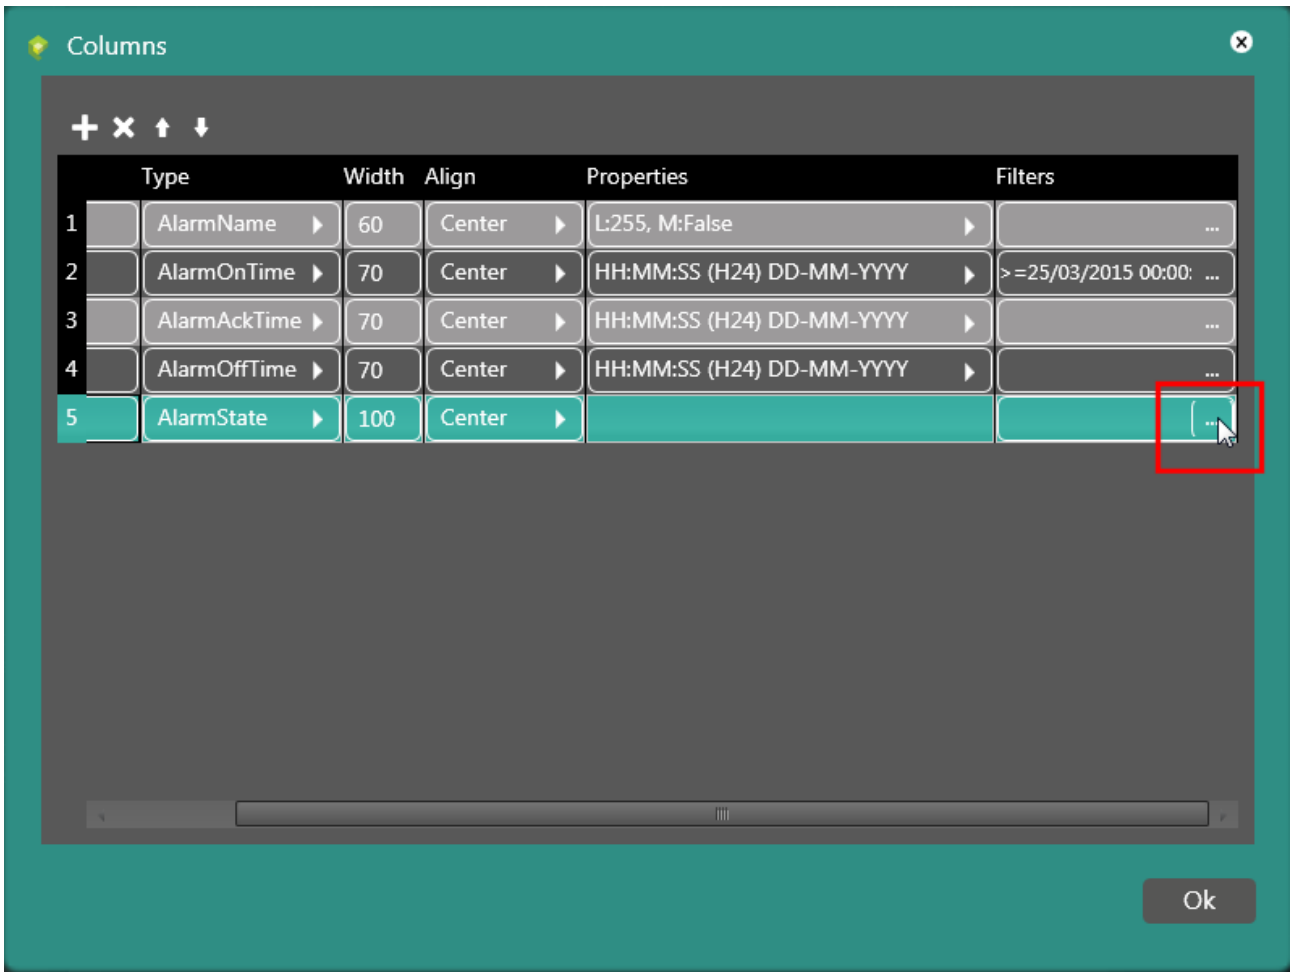 Columns
Type Width Align Properties Filters
1 AlarmName 60 Center L:255, M:False ...
2 AlarmOnTime 70 Center HH:MM:SS (H24) DD-MM-YYYY >=25/03/2015 00:00: ...
3 AlarmAckTime 70 Center HH:MM:SS (H24) DD-MM-YYYY ...
4 AlarmOffTime 70 Center HH:MM:SS (H24) DD-MM-YYYY ...
5 AlarmState 100 Center ...
Ok